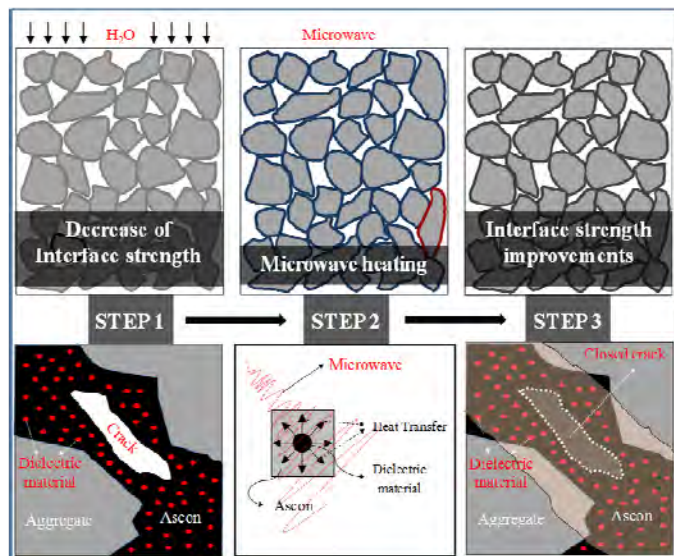 H₂O
Microwave
Decrease of
Interface strength
Microwave heating
Interface strength
improvements
STEP 1
STEP 2
STEP 3
Crack
Dielectric
material
Aggregate
Ascon
Microwave
Heat Transfer
Dielectric
material
Ascon
Closed crack
Dielectric
material
Aggregate
Ascon